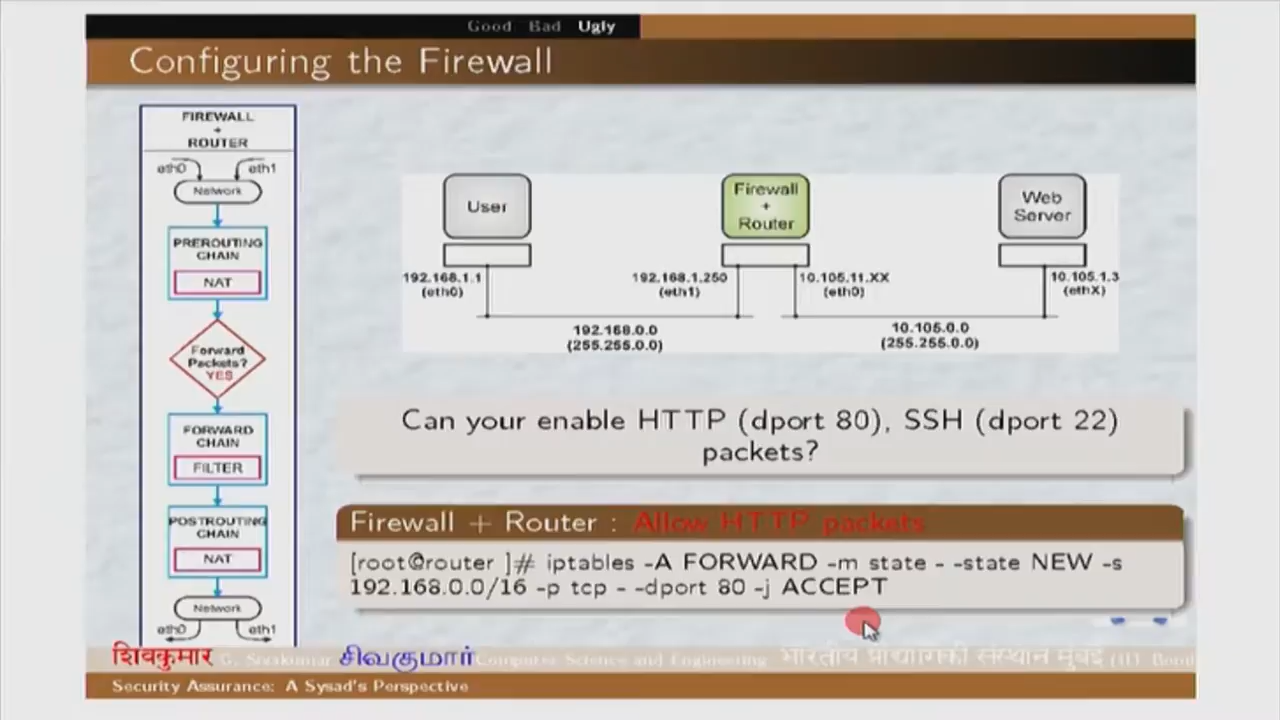 Good Bad Ugly
Configuring the Firewall
FIREWALL
+
ROUTER
eth0 eth1
Network
PREROUTING
CHAIN
NAT
Forward
Packets?
YES
FORWARD
CHAIN
FILTER
POSTROUTING
CHAIN
NAT
Network
eth0 eth1
User
Firewall
+
Router
Web
Server
192.168.1.1
(eth0)
192.168.1.250
(eth1)
10.105.11.XX
(eth0)
10.105.1.3
(ethX)
192.168.0.0
(255.255.0.0)
10.105.0.0
(255.255.0.0)
Can your enable HTTP (dport 80), SSH (dport 22)
packets?
Firewall + Router : Allow HTTP packets
[root@router ]# iptables -A FORWARD -m state - -state NEW -s
192.168.0.0/16 -p tcp - -dport 80 -j ACCEPT
शिवकुमार G. Sivakumar சிவகுமார் Computer Science and Engineering भारतीय प्रौद्योगिकी संस्थान मुंबई (IIT Bom
Security Assurance: A Sysad's Perspective